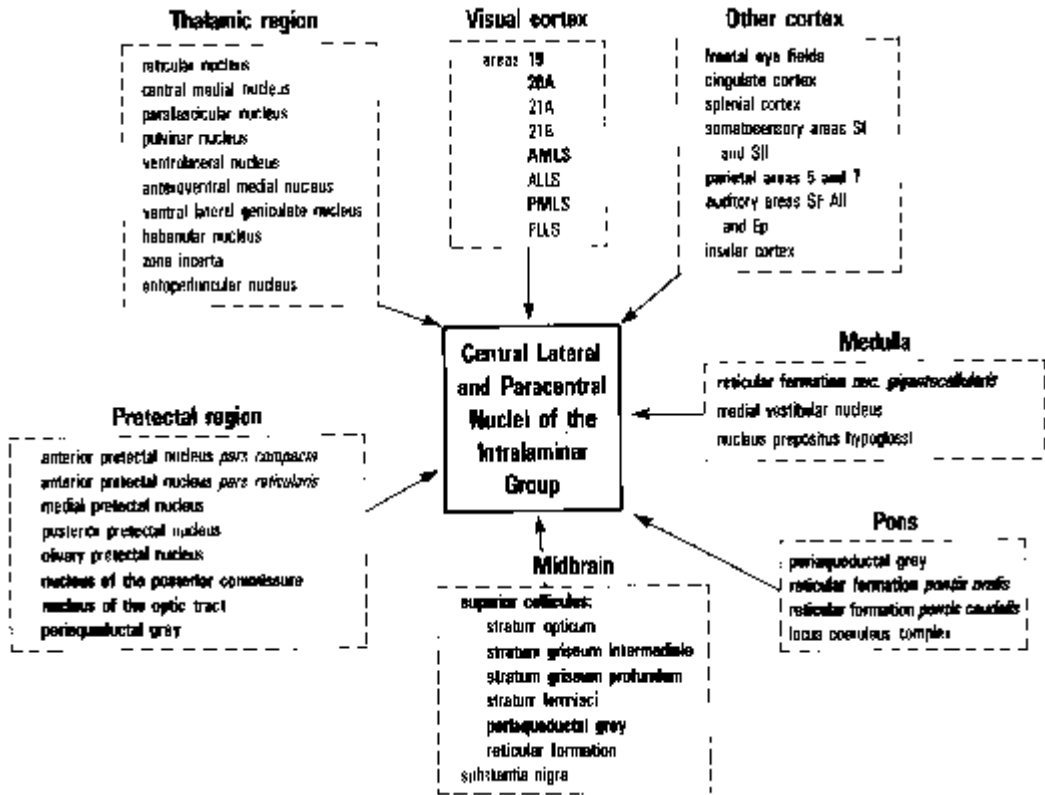 Thalamic region
reticular nucleus
central medial nucleus
parafascicular nucleus
pulvinar nucleus
ventrolateral nucleus
anteroventral medial nucleus
ventral lateral geniculate nucleus
habenular nucleus
zona incerta
entopeduncular nucleus
Visual cortex
areas 19
20A
21A
21B
AMLS
ALLS
PMLS
PLLS
Other cortex
frontal eye fields
cingulate cortex
splenial cortex
somatosensory areas SI
and SII
parietal areas 5 and 7
auditory areas SF AII
and Ep
insular cortex
Central Lateral
and Paracentral
Nuclei of the
Intralaminar
Group
Medulla
reticular formation nuc. gigantocellularis
medial vestibular nucleus
nucleus prepositus hypoglossi
Pretectal region
anterior pretectal nucleus pars compacta
anterior pretectal nucleus pars reticularis
medial pretectal nucleus
posterior pretectal nucleus
olivary pretectal nucleus
nucleus of the posterior commissure
nucleus of the optic tract
periaqueductal grey
Pons
periaqueductal grey
reticular formation pontis oralis
reticular formation pontis caudalis
locus coeruleus complex
Midbrain
superior colliculus:
stratum opticum
stratum griseum intermediale
stratum griseum profundum
stratum lemnisci
periaqueductal grey
reticular formation
substantia nigra